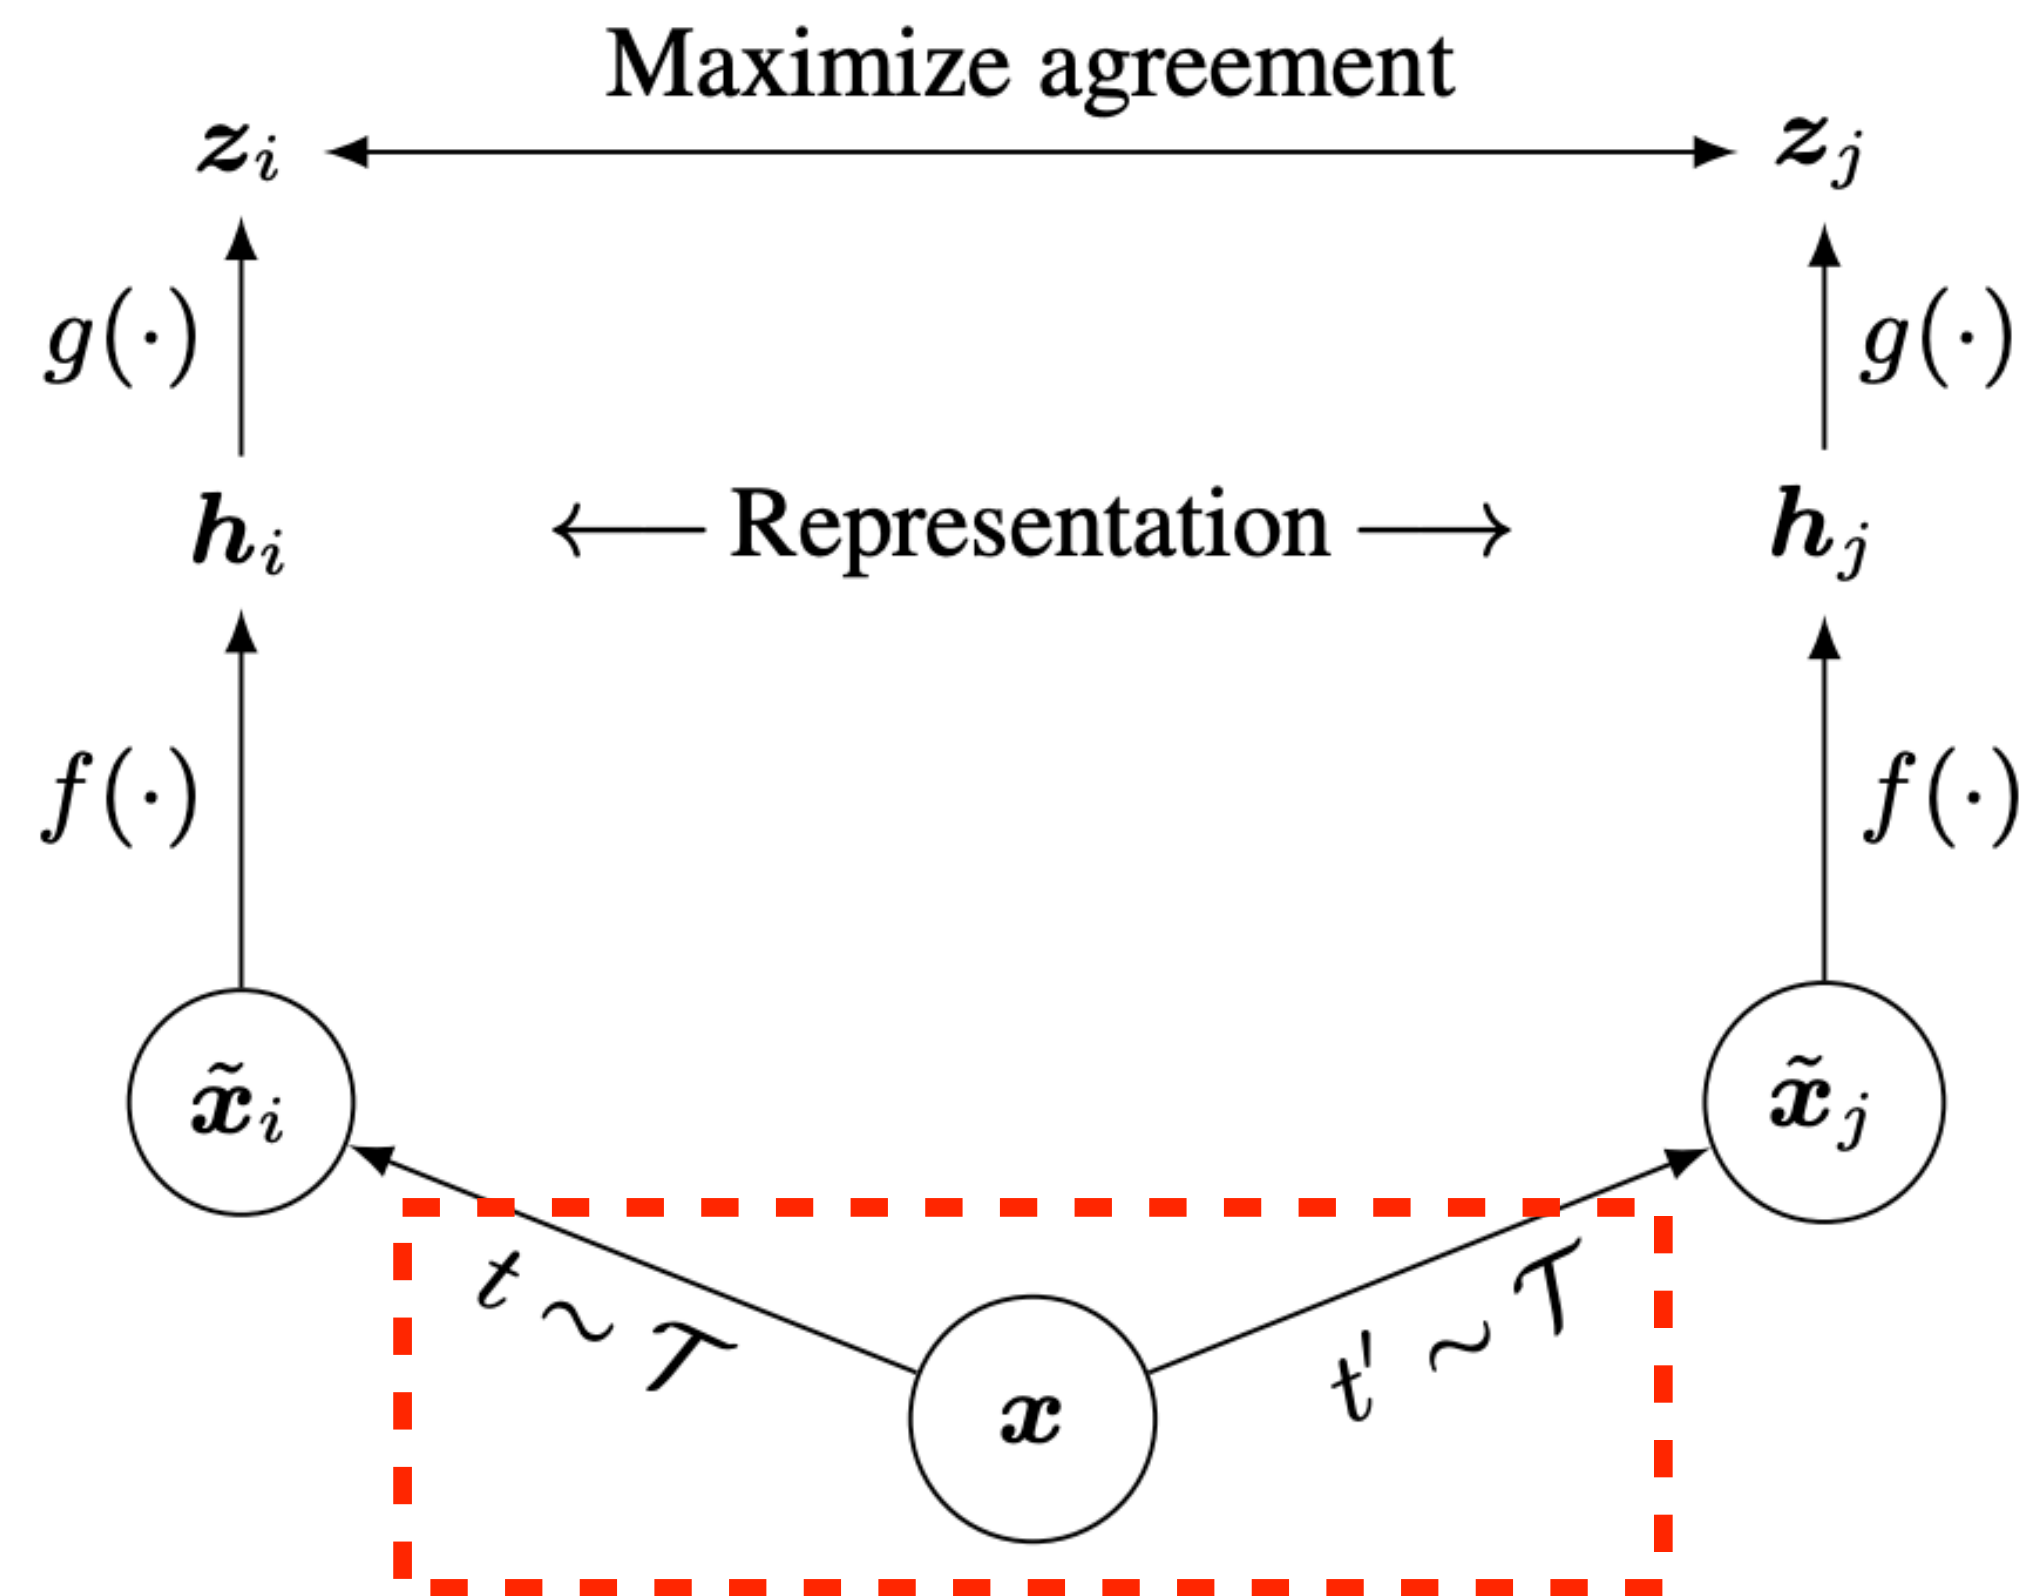 Maximize agreement
z_i z_j
g(·) g(·)
h_i ← Representation → h_j
f(·) f(·)
x̃_i x̃_j
t ~ 𝒯 t′ ~ 𝒯
x